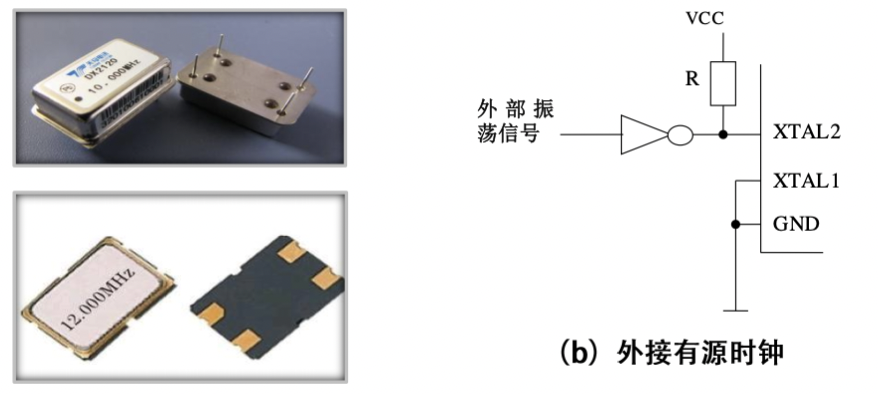 DX2120
10.000MHz
12.000MHz
VCC
R
外部振
荡信号
XTAL2
XTAL1
GND
(b) 外接有源时钟